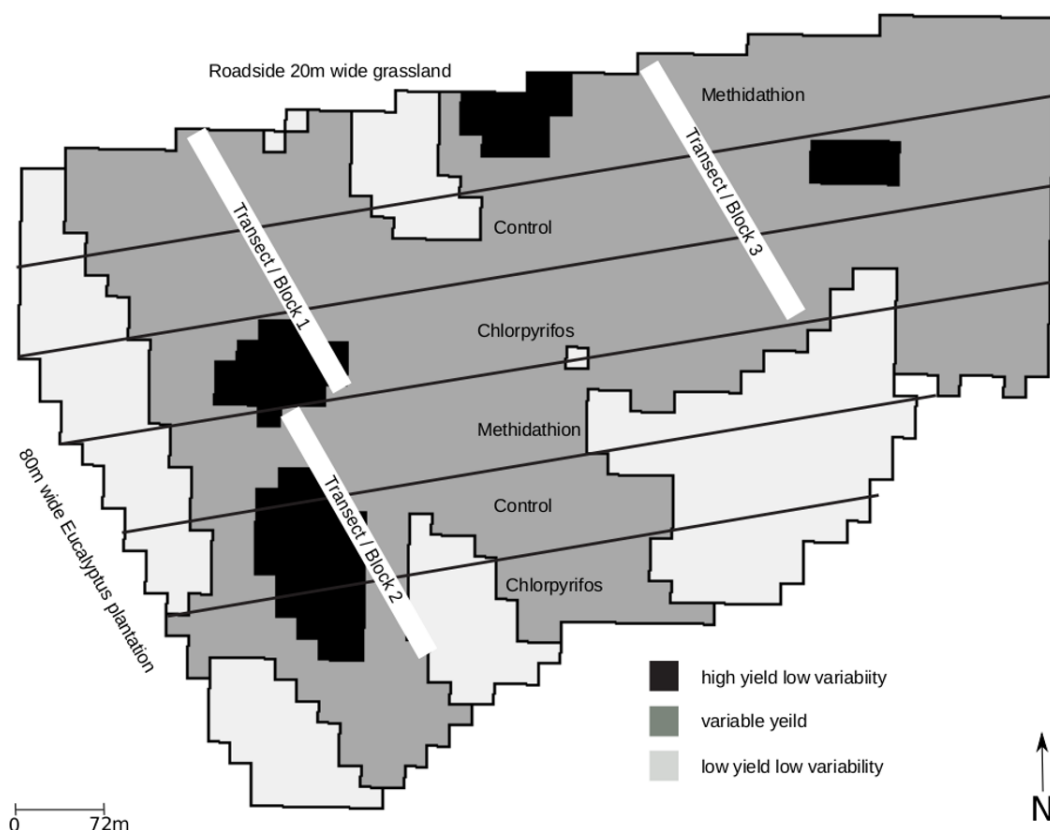 Roadside 20m wide grassland
Methidathion
Transect / Block 3
Transect / Block 1
Control
Chlorpyrifos
Methidathion
80m wide Eucalyptus plantation
Transect / Block 2
Control
Chlorpyrifos
high yield low variabiity
variable yeild
low yield low variability
0
72m
N